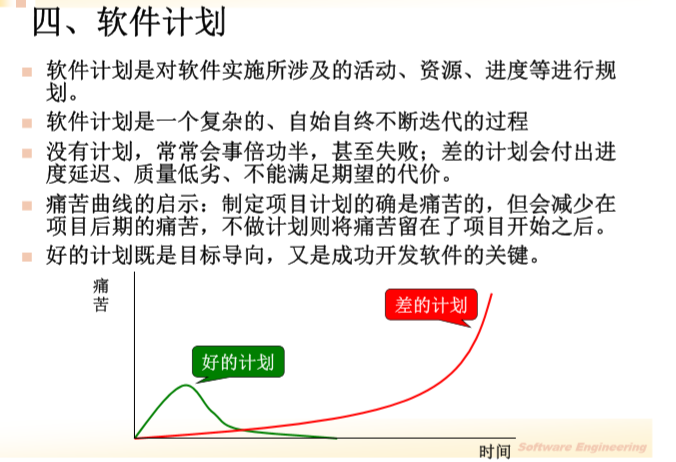 四、软件计划
软件计划是对软件实施所涉及的活动、资源、进度等进行规
划。
软件计划是一个复杂的、自始自终不断迭代的过程
没有计划，常常会事倍功半，甚至失败；差的计划会付出进
度延迟、质量低劣、不能满足期望的代价。
痛苦曲线的启示：制定项目计划的确是痛苦的，但会减少在
项目后期的痛苦，不做计划则将痛苦留在了项目开始之后。
好的计划既是目标导向，又是成功开发软件的关键。
痛
苦
差的计划
好的计划
时间
Software Engineering